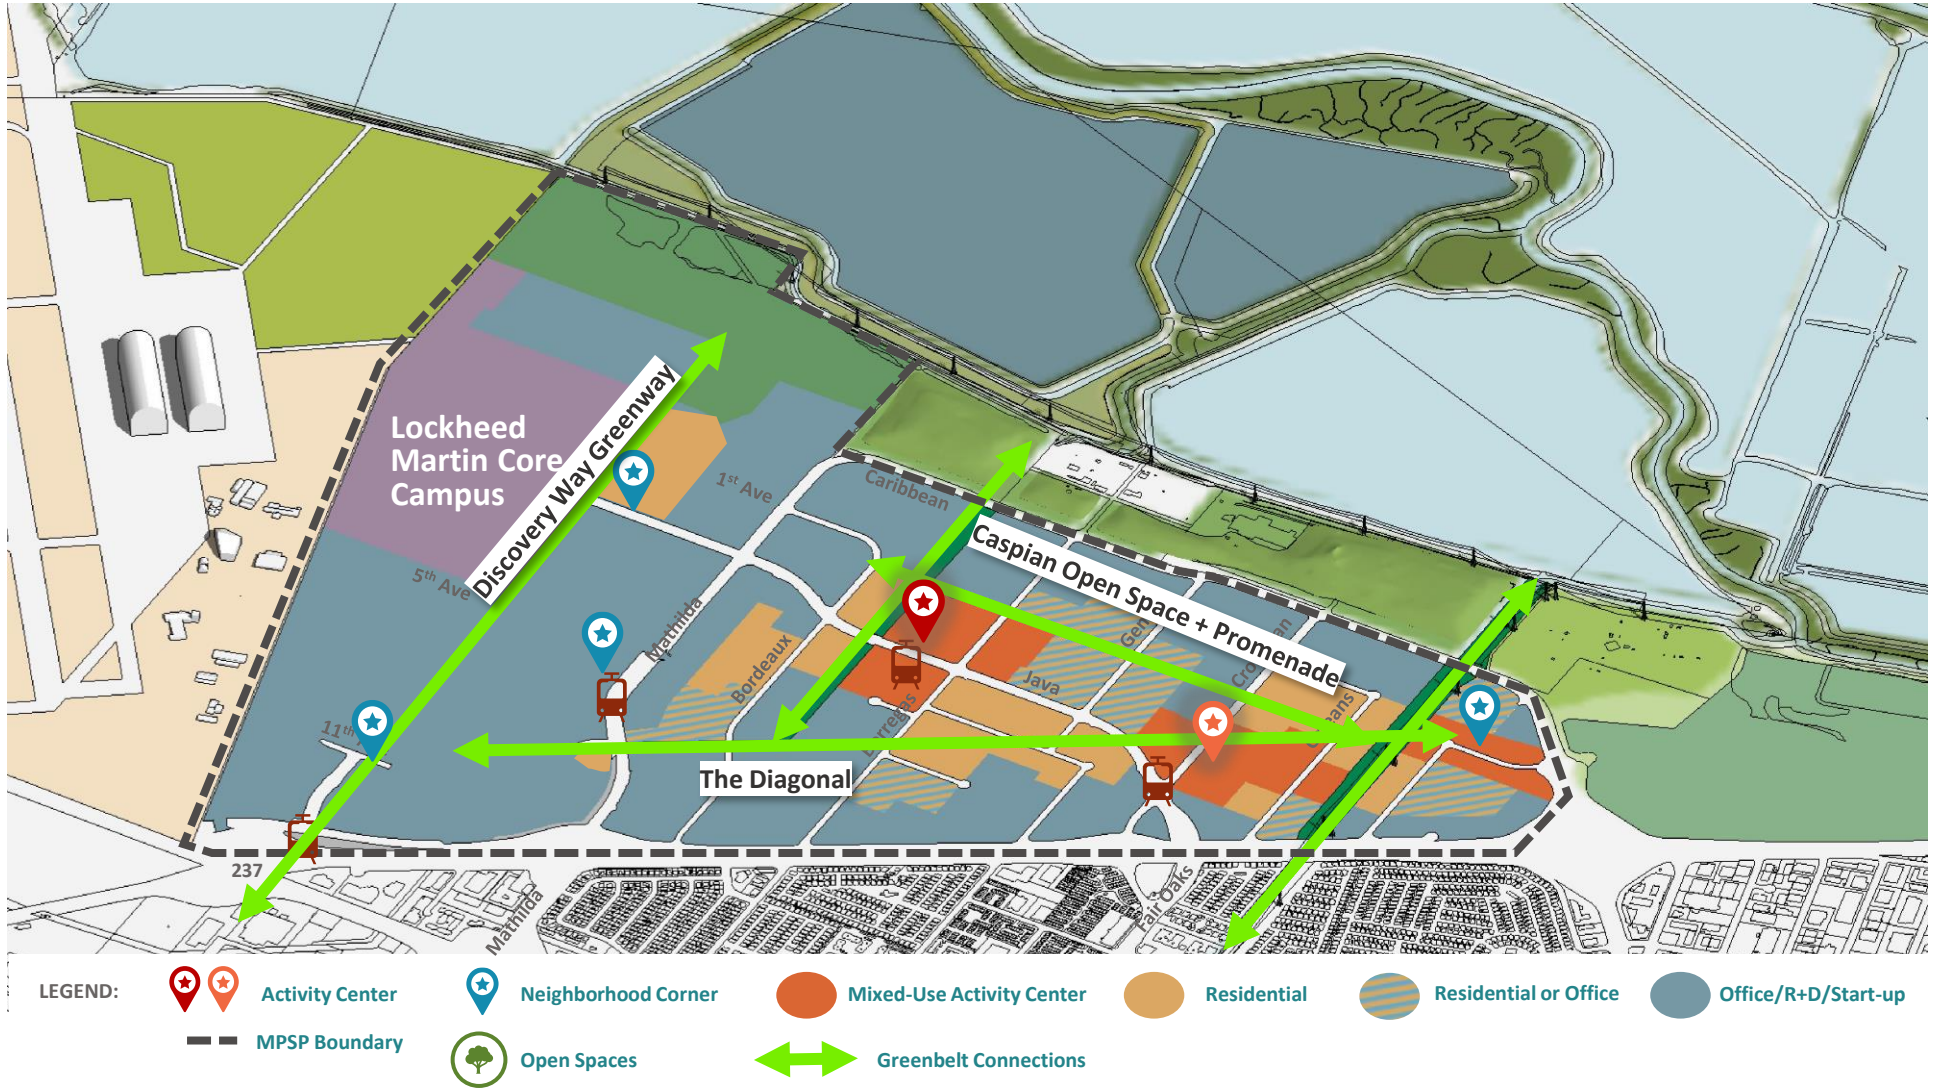 Lockheed
Martin Core
Campus
Discovery Way Greenway
1st Ave
5th Ave
Caribbean
Caspian Open Space + Promenade
Mathilda
Bordeaux
Java
The Diagonal
237
Mathilda
Fair Oaks
LEGEND:
Activity Center
Neighborhood Corner
Mixed-Use Activity Center
Residential
Residential or Office
Office/R+D/Start-up
MPSP Boundary
Open Spaces
Greenbelt Connections